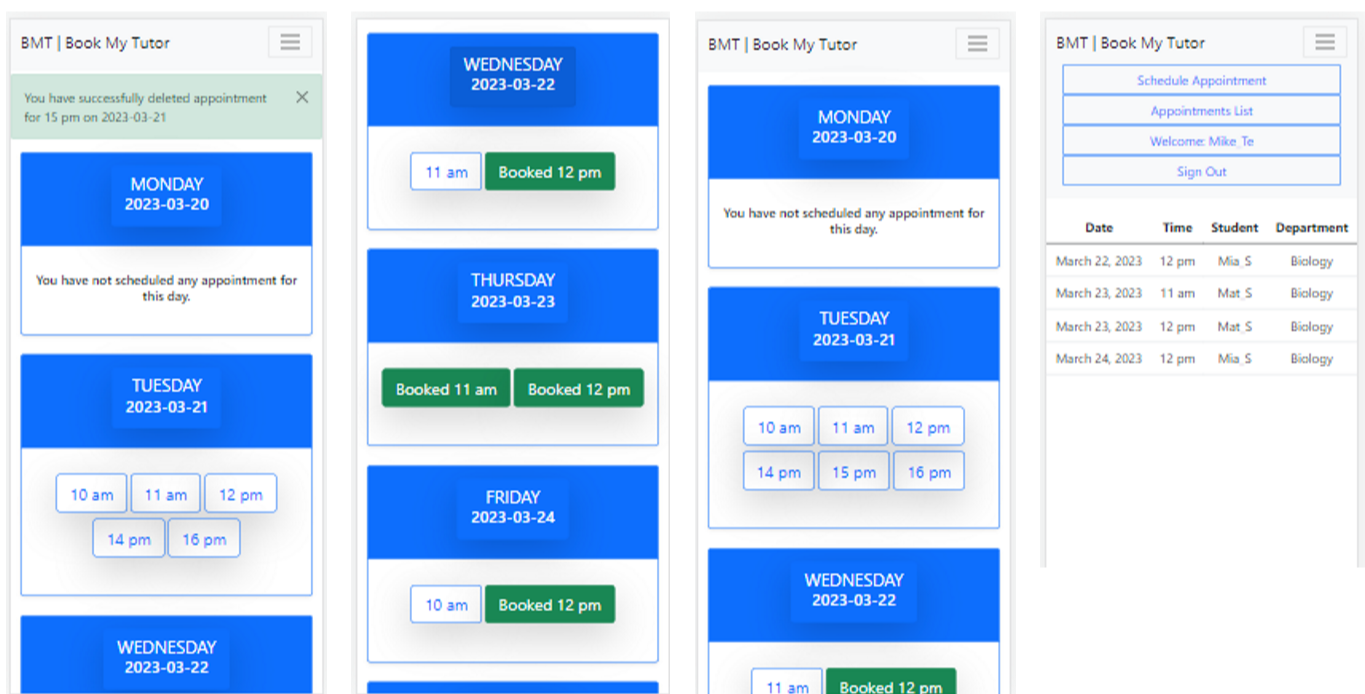 BMT | Book My Tutor
You have successfully deleted appointment
for 15 pm on 2023-03-21
MONDAY
2023-03-20
You have not scheduled any appointment for
this day.
TUESDAY
2023-03-21
10 am 11 am 12 pm
14 pm 16 pm
WEDNESDAY
2023-03-22
WEDNESDAY
2023-03-22
11 am Booked 12 pm
THURSDAY
2023-03-23
Booked 11 am Booked 12 pm
FRIDAY
2023-03-24
10 am Booked 12 pm
BMT | Book My Tutor
MONDAY
2023-03-20
You have not scheduled any appointment for
this day.
TUESDAY
2023-03-21
10 am 11 am 12 pm
14 pm 15 pm 16 pm
WEDNESDAY
2023-03-22
11 am Booked 12 pm
BMT | Book My Tutor
Schedule Appointment
Appointments List
Welcome: Mike_Te
Sign Out
Date Time Student Department
March 22, 2023 12 pm Mia_S Biology
March 23, 2023 11 am Mat_S Biology
March 23, 2023 12 pm Mat_S Biology
March 24, 2023 12 pm Mia_S Biology